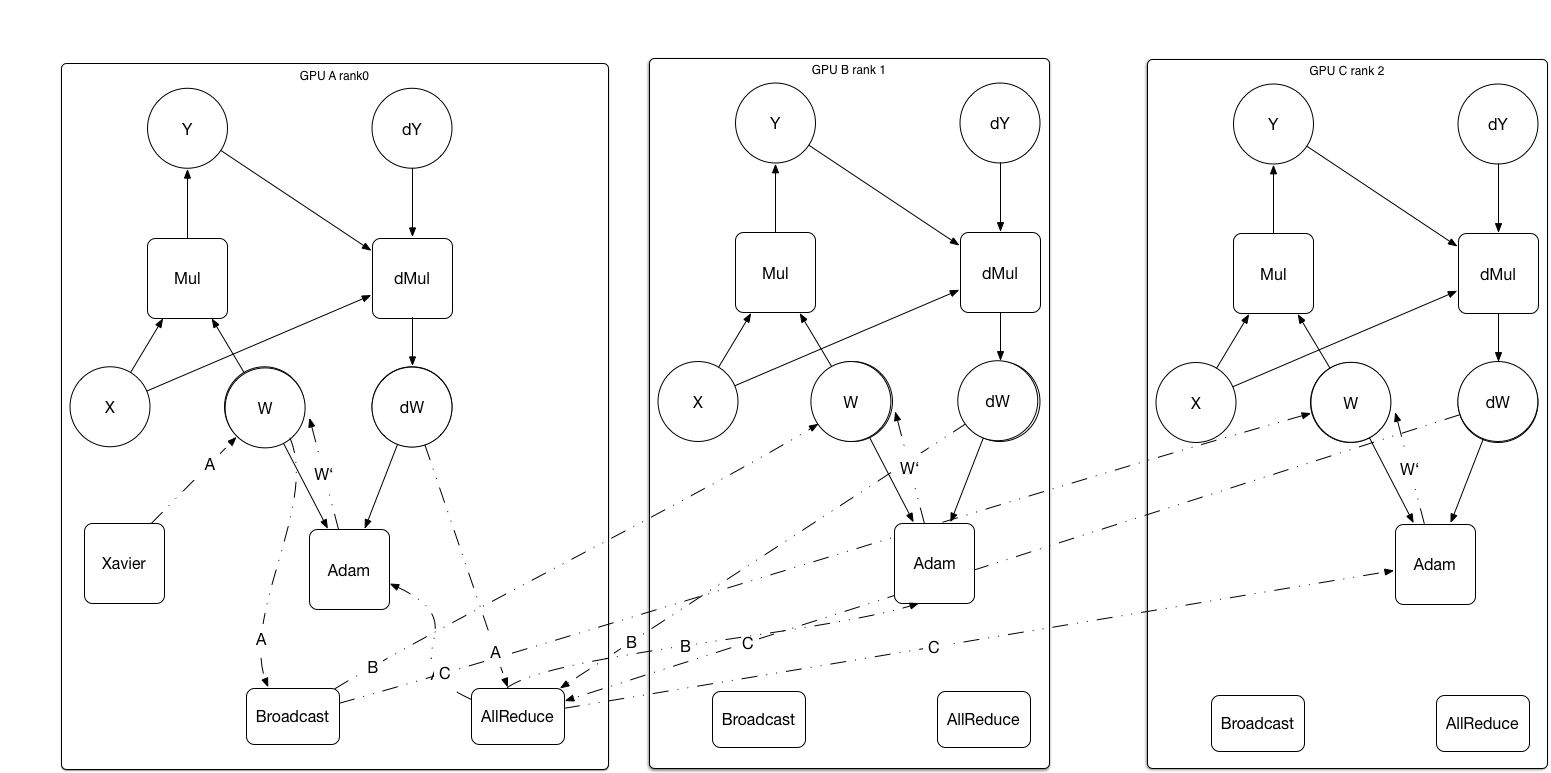 GPU A rank0
Y
dY
Mul
dMul
X
W
dW
A
W‘
Xavier
Adam
A
A
B
C
Broadcast
AllReduce
B
B
C
C
GPU B rank 1
Y
dY
Mul
dMul
X
W
dW
W‘
Adam
Broadcast
AllReduce
GPU C rank 2
Y
dY
Mul
dMul
X
W
dW
W‘
Adam
Broadcast
AllReduce